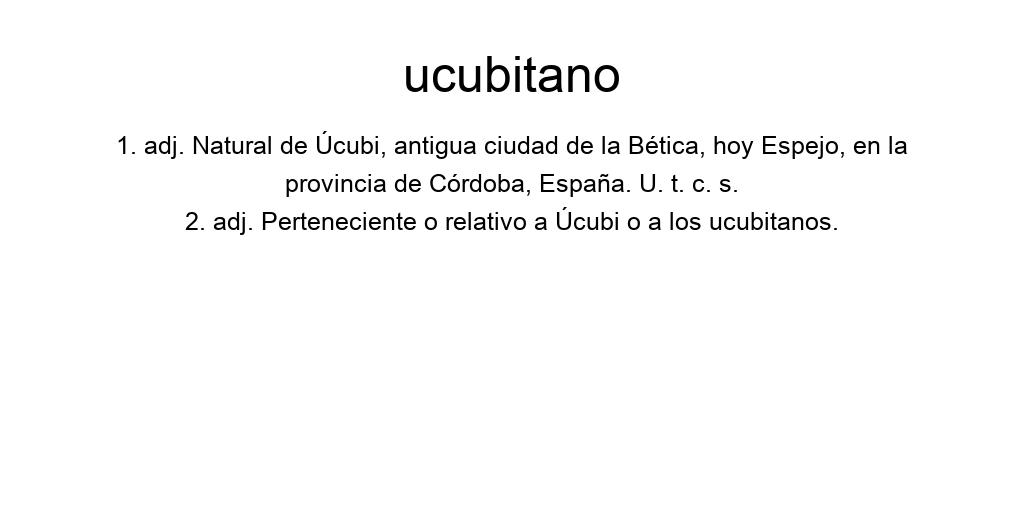 ucubitano
1. adj. Natural de Úcubi, antigua ciudad de la Bética, hoy Espejo, en la
provincia de Córdoba, España. U. t. c. s.
2. adj. Perteneciente o relativo a Úcubi o a los ucubitanos.